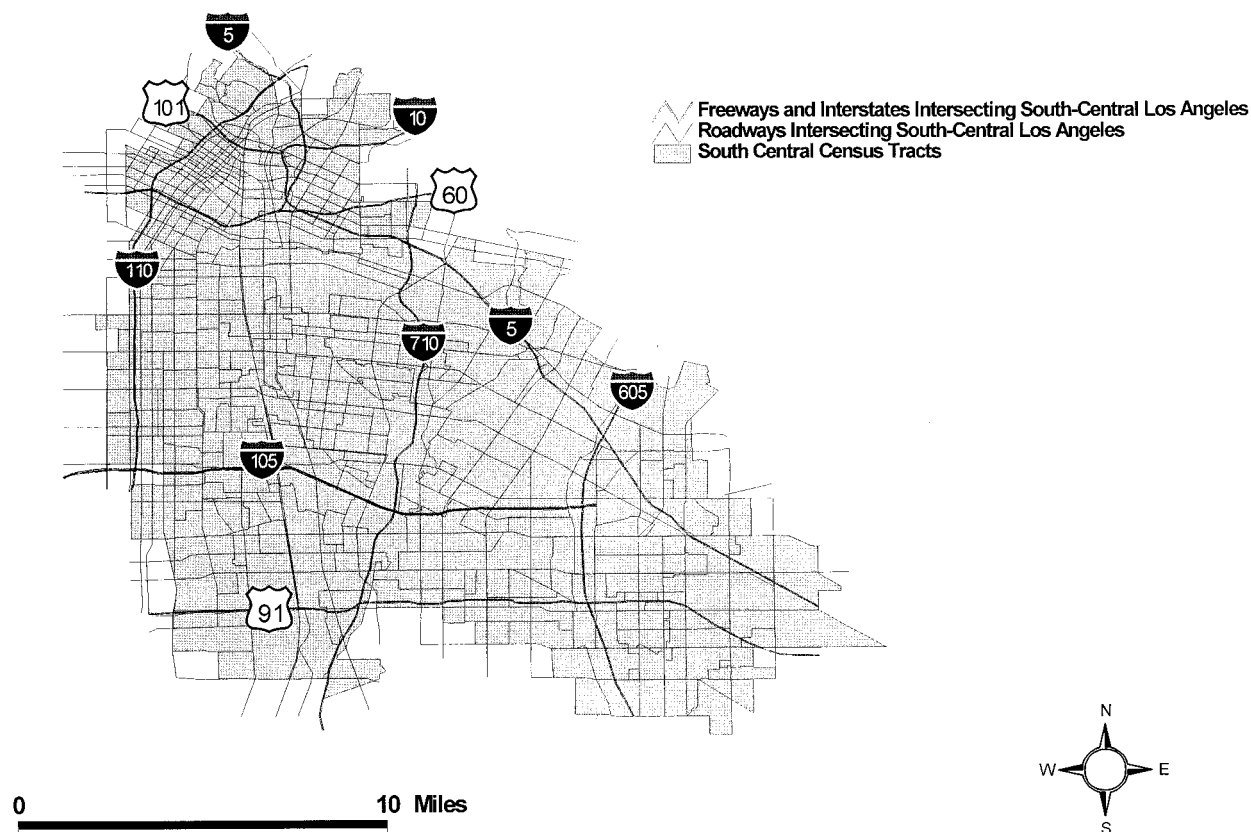 5
101
10
Freeways and Interstates Intersecting South-Central Los Angeles
Roadways Intersecting South-Central Los Angeles
South Central Census Tracts
60
110
5
710
605
105
91
N
W E
S
0 10 Miles